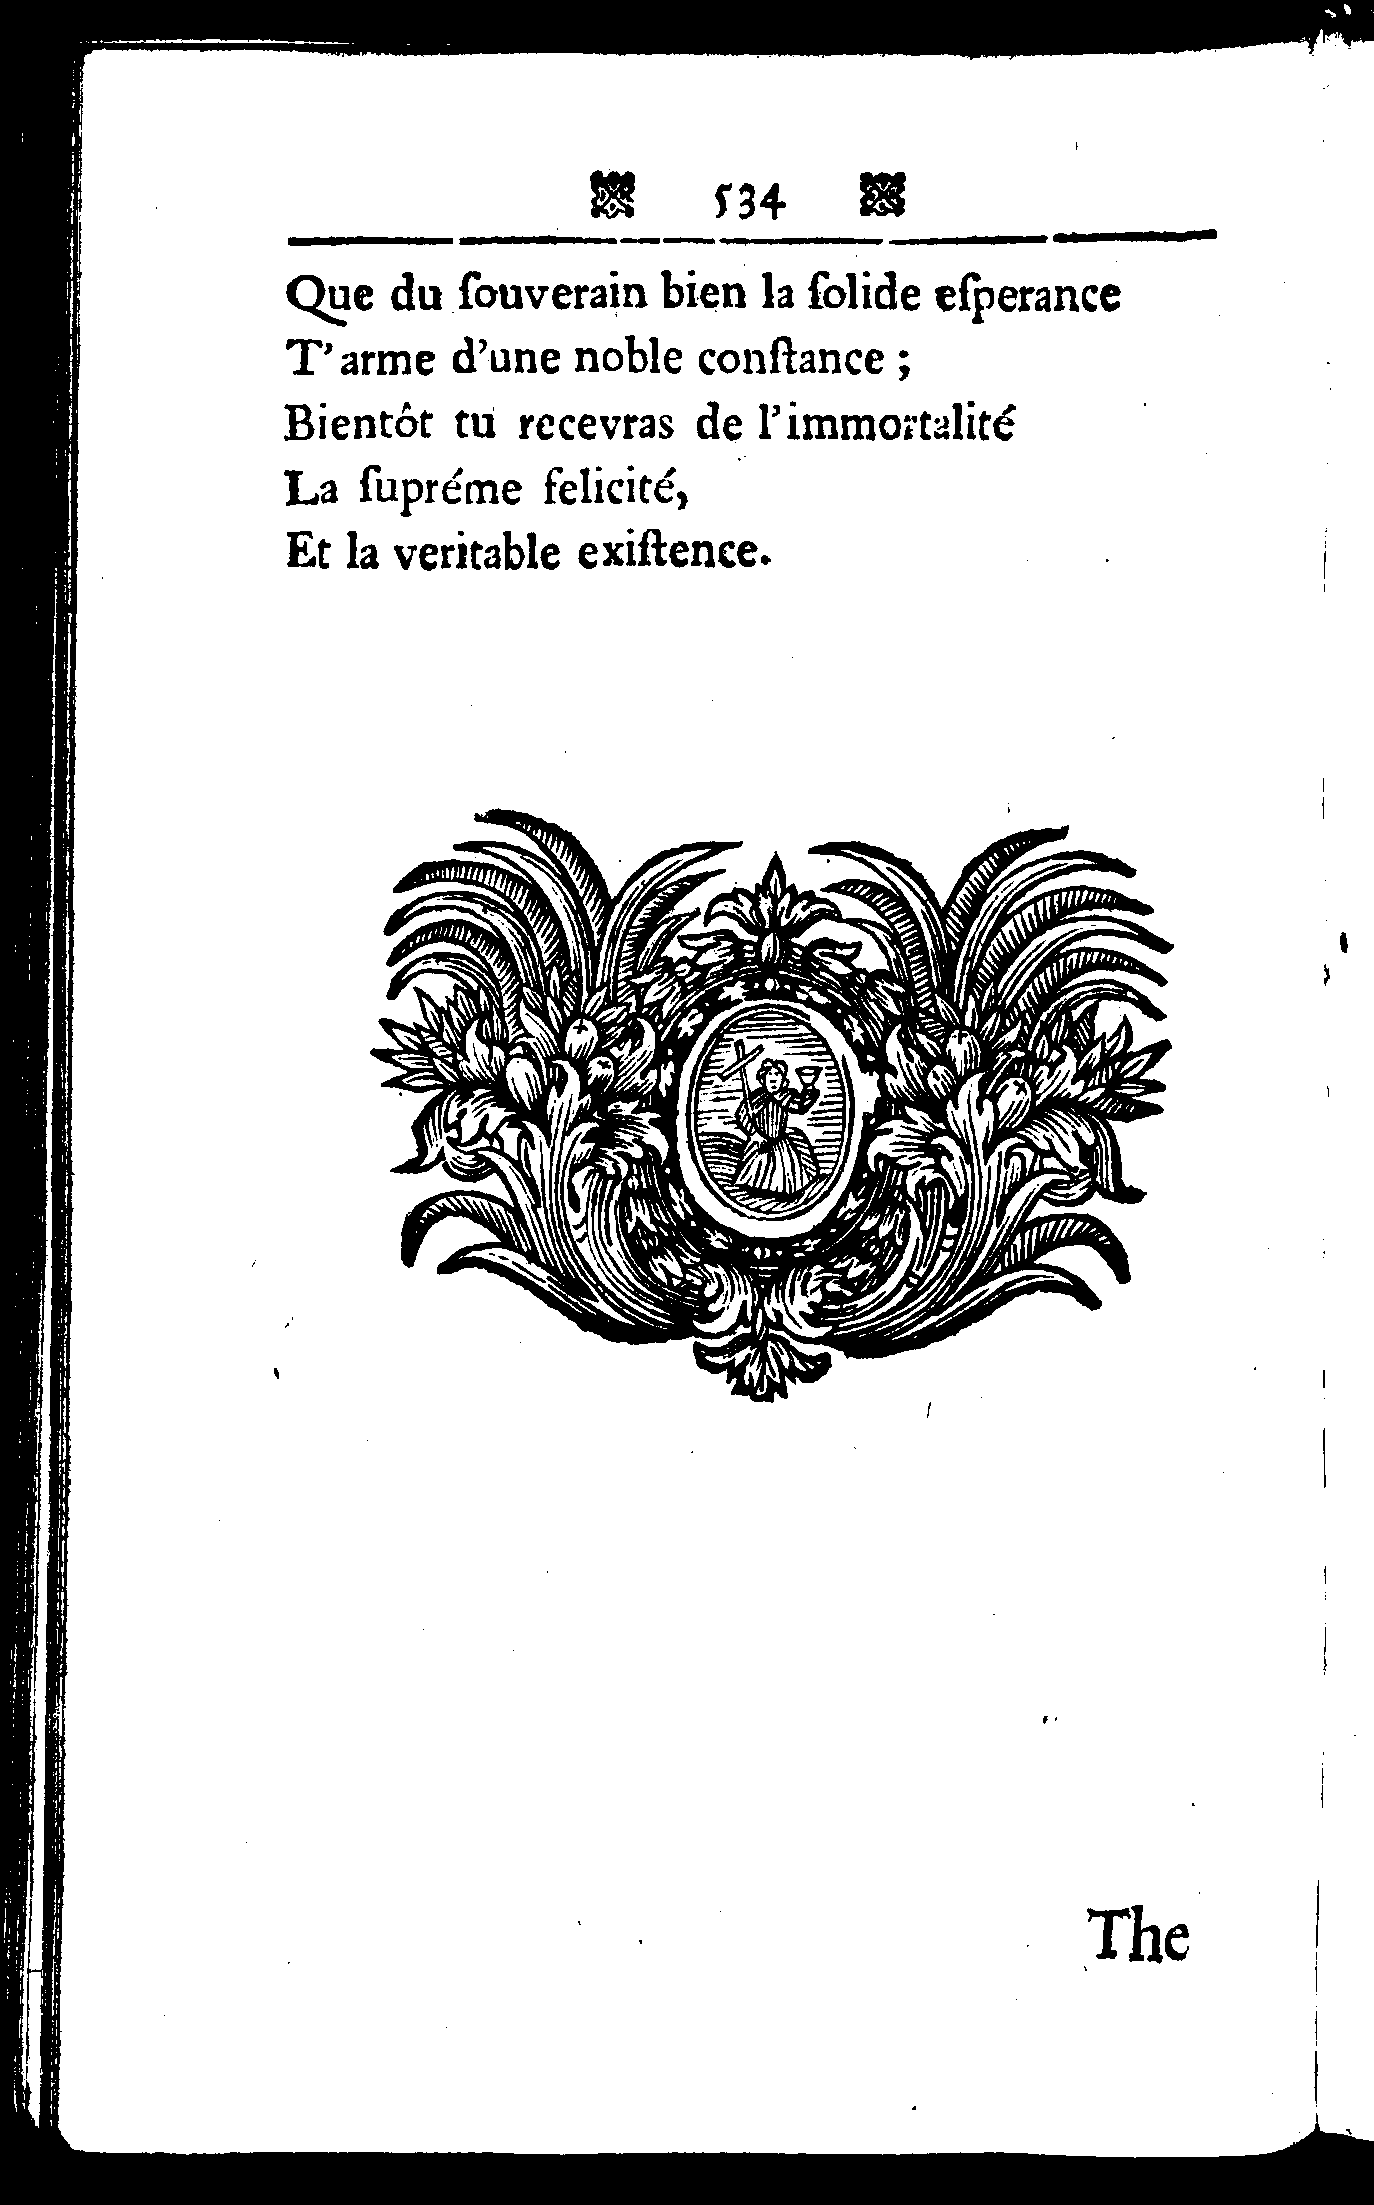 534
Que du ſouverain bien la ſolide eſperance
T'arme d'une noble conſtance ;
Bientôt tu recevras de l'immortalité
La ſupréme felicité,
Et la veritable exiſtence.
The